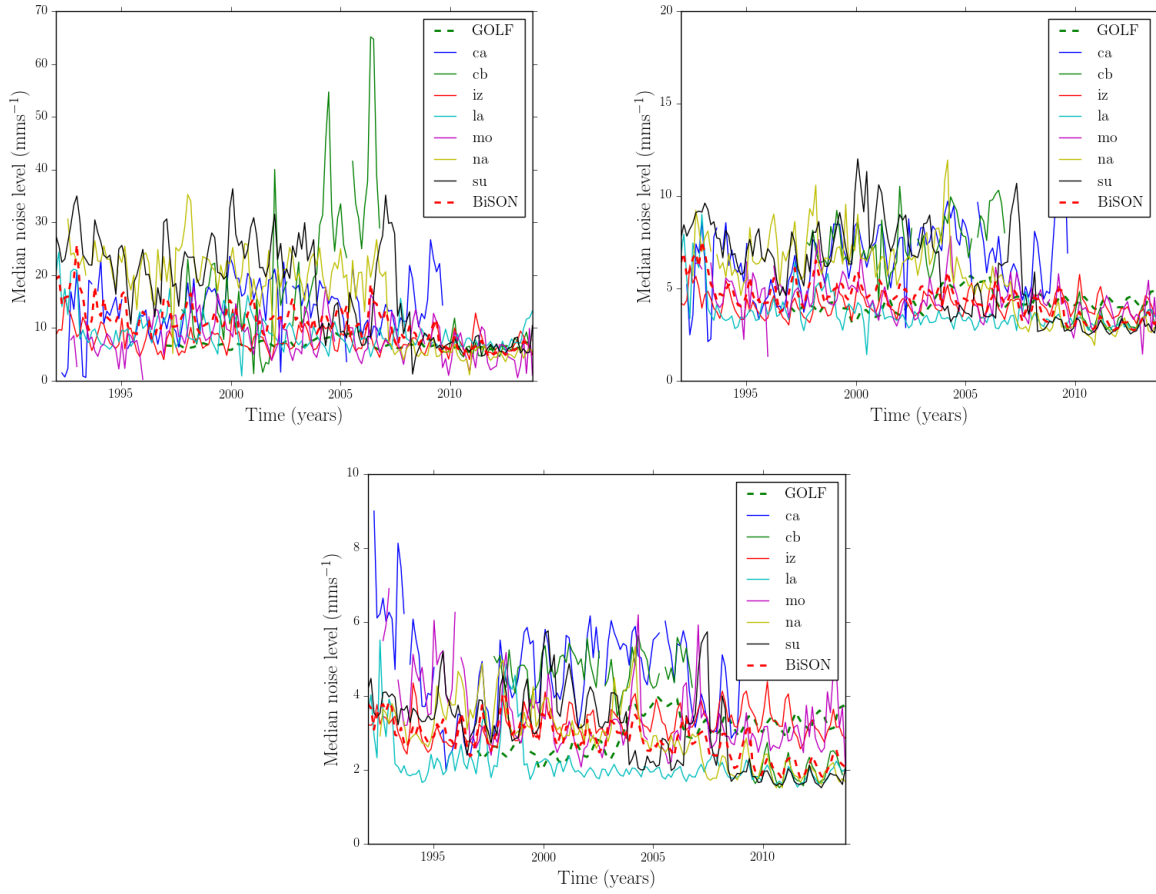 70
60
50
40
30
20
10
0
Median noise level (mms⁻¹)
1995
2000
2005
2010
Time (years)
GOLF
ca
cb
iz
la
mo
na
su
BiSON
20
15
10
5
0
Median noise level (mms⁻¹)
1995
2000
2005
2010
Time (years)
GOLF
ca
cb
iz
la
mo
na
su
BiSON
10
8
6
4
2
0
Median noise level (mms⁻¹)
1995
2000
2005
2010
Time (years)
GOLF
ca
cb
iz
la
mo
na
su
BiSON